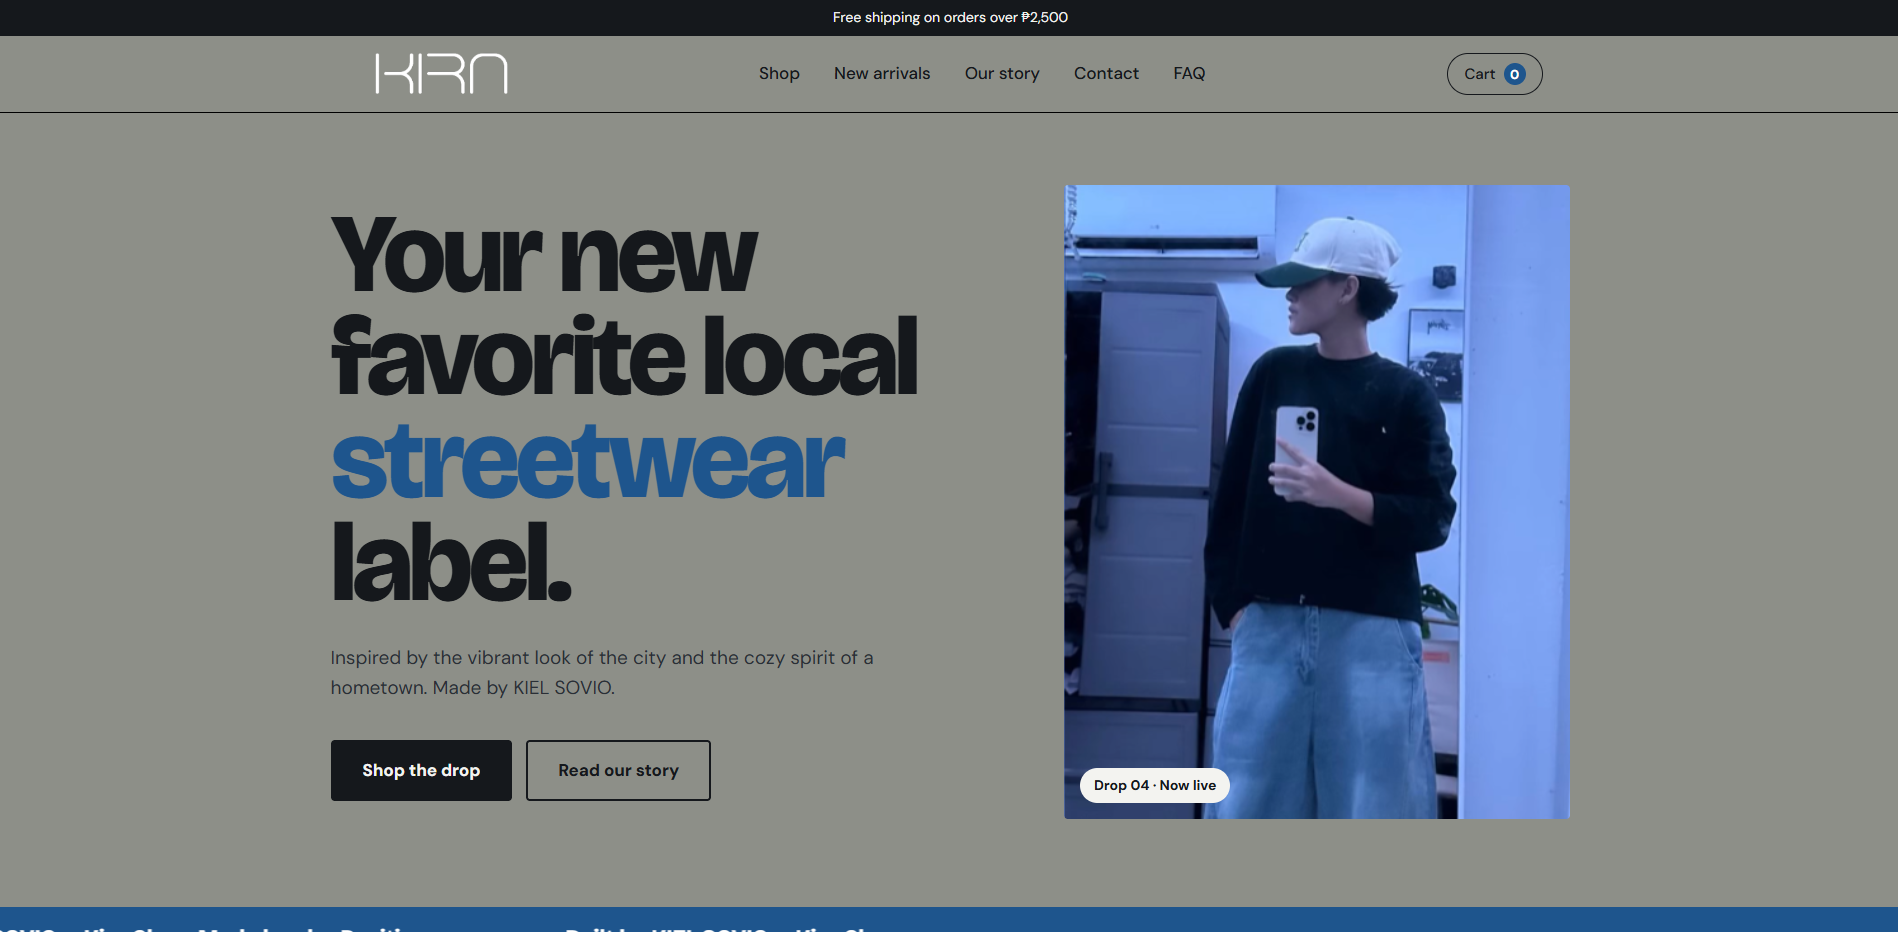 Free shipping on orders over ₱2,500
KIRN
Shop
New arrivals
Our story
Contact
FAQ
Cart 0
Your new
favorite local
streetwear
label.
Inspired by the vibrant look of the city and the cozy spirit of a
hometown. Made by KIEL SOVIO.
Shop the drop
Read our story
Drop 04 · Now live